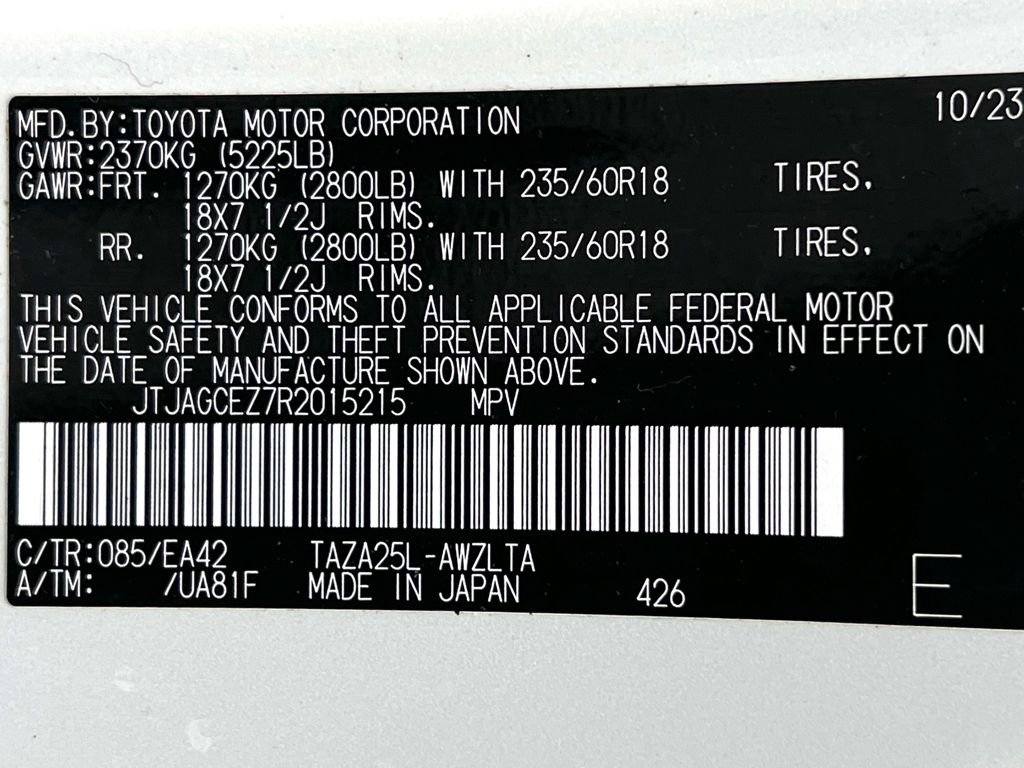 10/23
MFD.BY:TOYOTA MOTOR CORPORATION
GVWR:2370KG (5225LB)
GAWR:FRT. 1270KG (2800LB) WITH 235/60R18 TIRES,
18X7 1/2J RIMS.
RR. 1270KG (2800LB) WITH 235/60R18 TIRES,
18X7 1/2J RIMS.
THIS VEHICLE CONFORMS TO ALL APPLICABLE FEDERAL MOTOR
VEHICLE SAFETY AND THEFT PREVENTION STANDARDS IN EFFECT ON
THE DATE OF MANUFACTURE SHOWN ABOVE.
JTJAGCEZ7R2015215 MPV
C/TR:085/EA42 TAZA25L-AWZLTA
A/TM: /UA81F MADE IN JAPAN 426 E